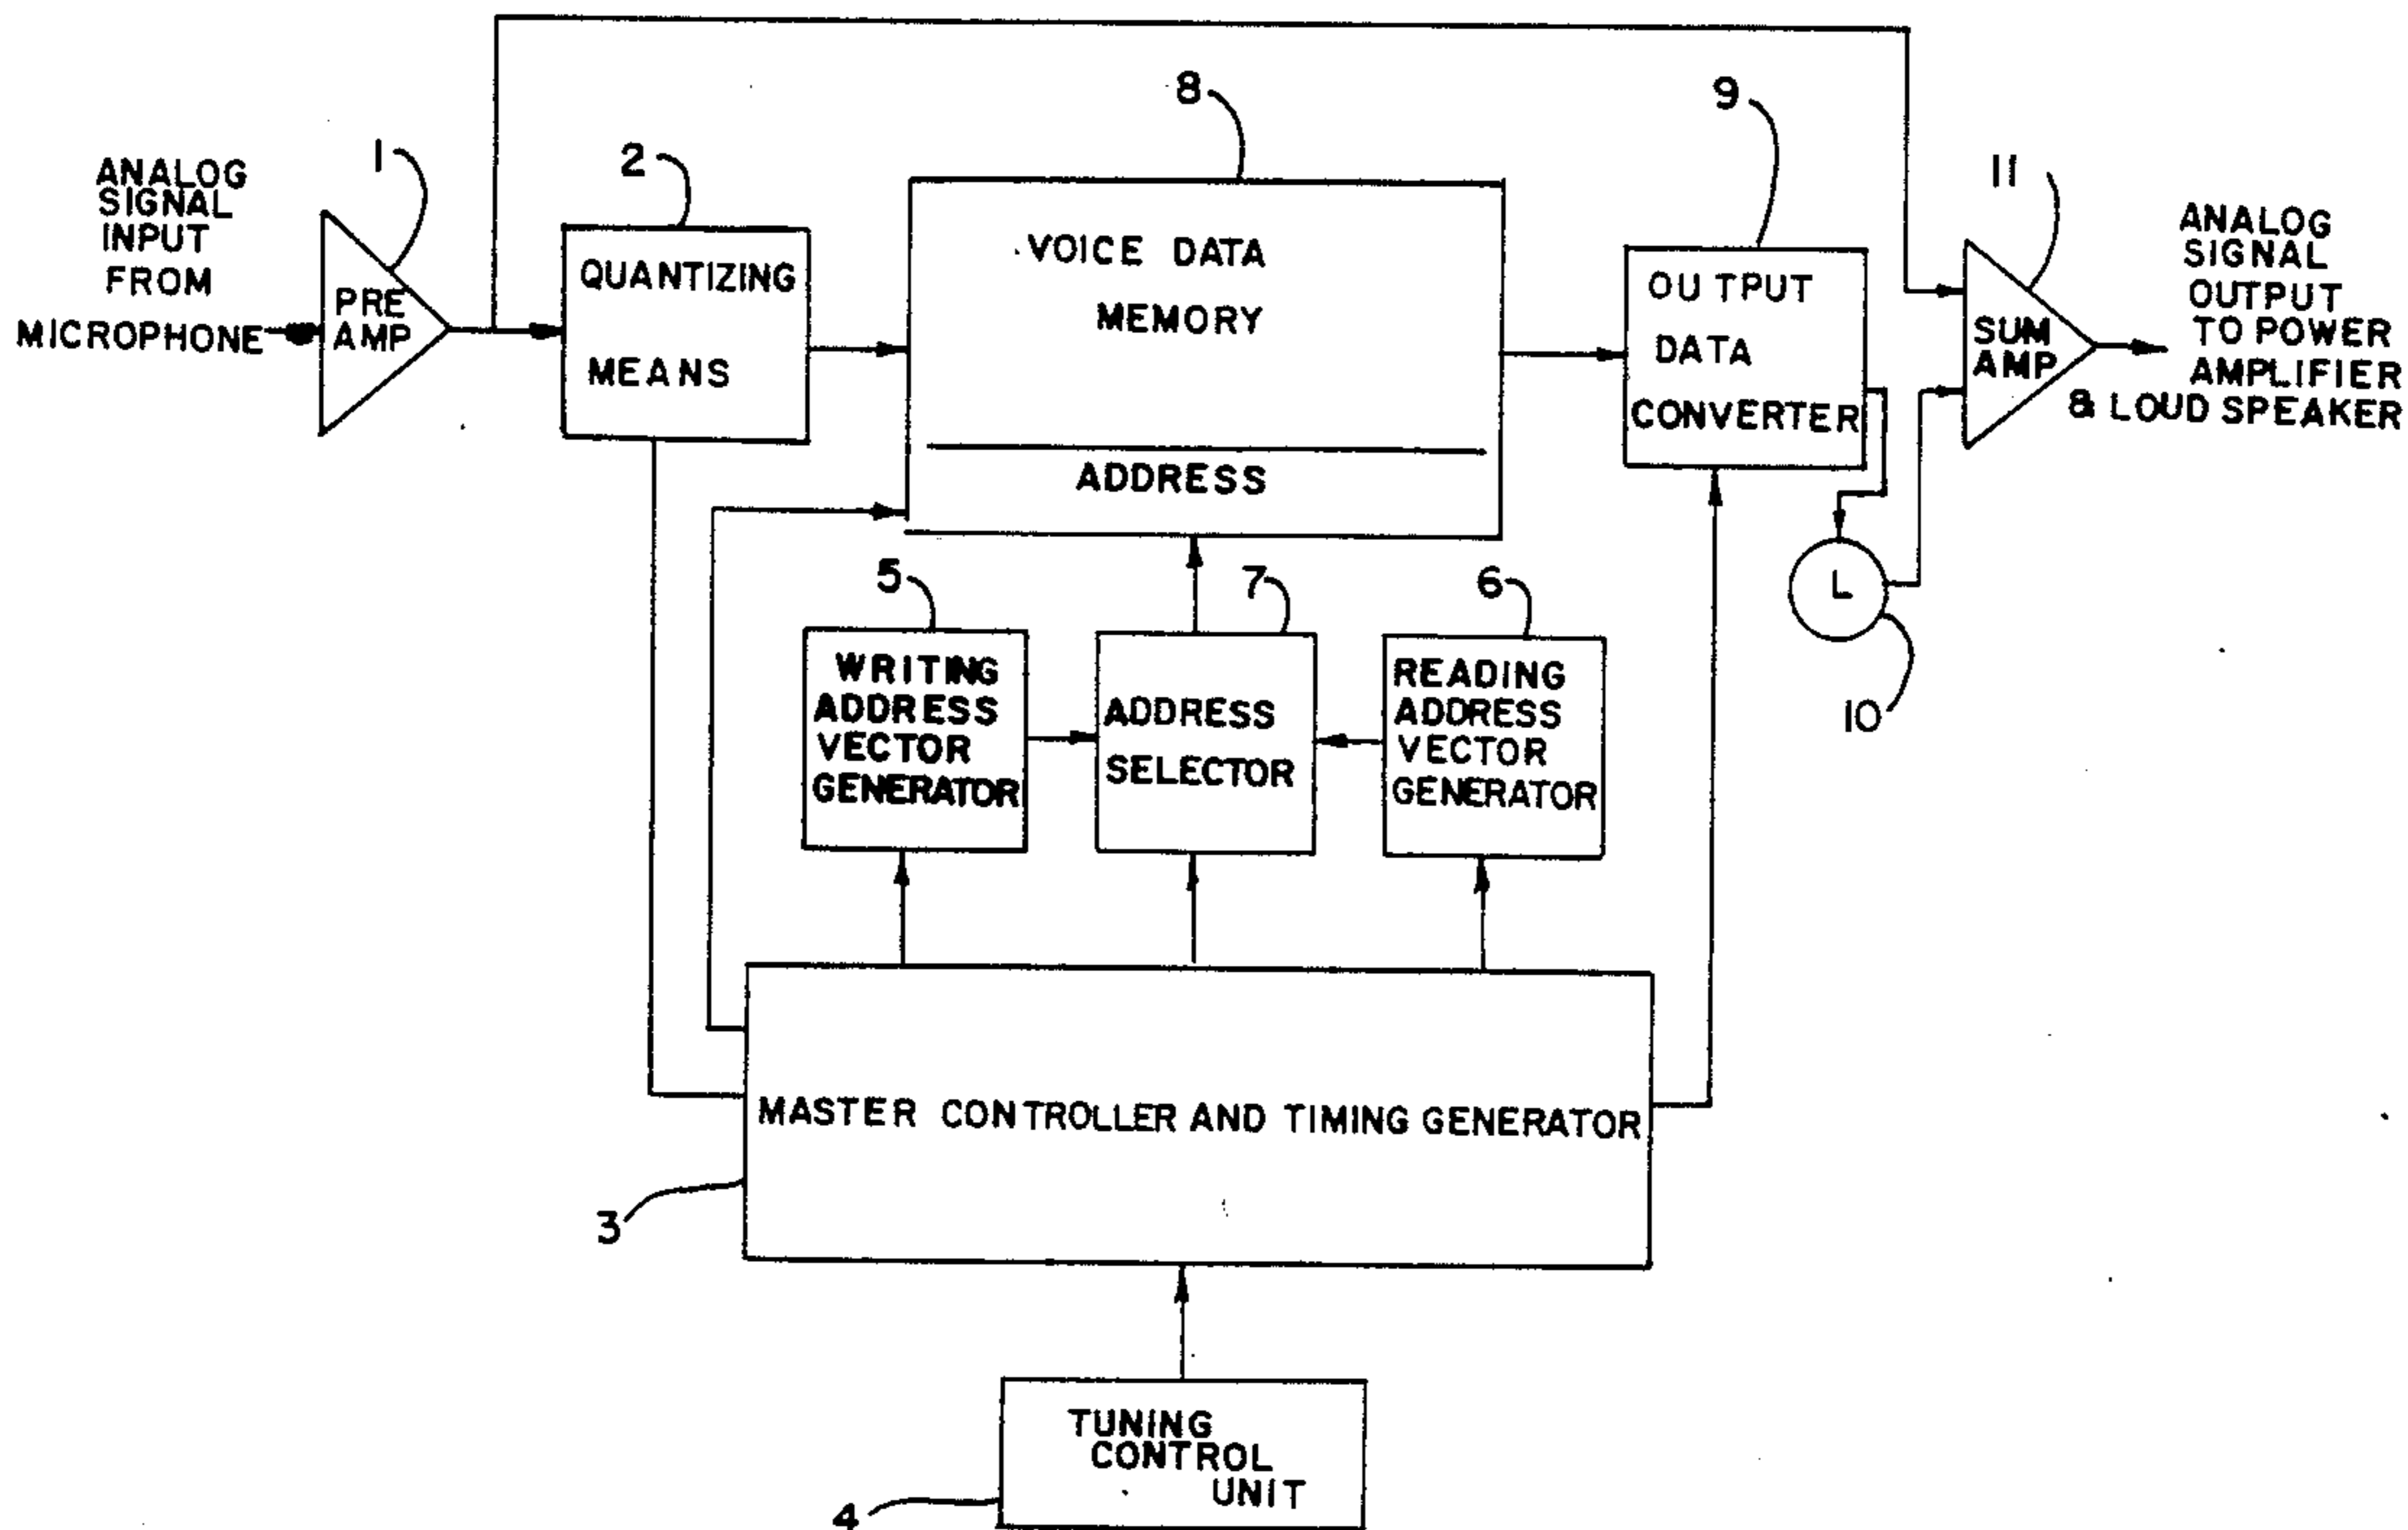 8
9
1
2
11
ANALOG
SIGNAL
INPUT
FROM
MICROPHONE
PRE
AMP
QUANTIZING
MEANS
VOICE DATA
MEMORY
ADDRESS
OUTPUT
DATA
CONVERTER
SUM
AMP
ANALOG
SIGNAL
OUTPUT
TO POWER
AMPLIFIER
& LOUD SPEAKER
L
10
5
7
6
WRITING
ADDRESS
VECTOR
GENERATOR
ADDRESS
SELECTOR
READING
ADDRESS
VECTOR
GENERATOR
MASTER CONTROLLER AND TIMING GENERATOR
3
TUNING
CONTROL
UNIT
4